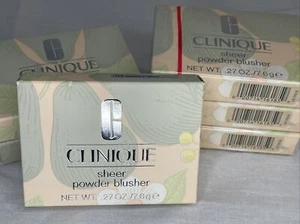 CLINIQUE
CLINIQUE
sheer
powder blusher
NET WT. .27 OZ/7.6g
C
CLINIQUE
sheer
powder blusher
NET WT. .27 OZ/7.6g